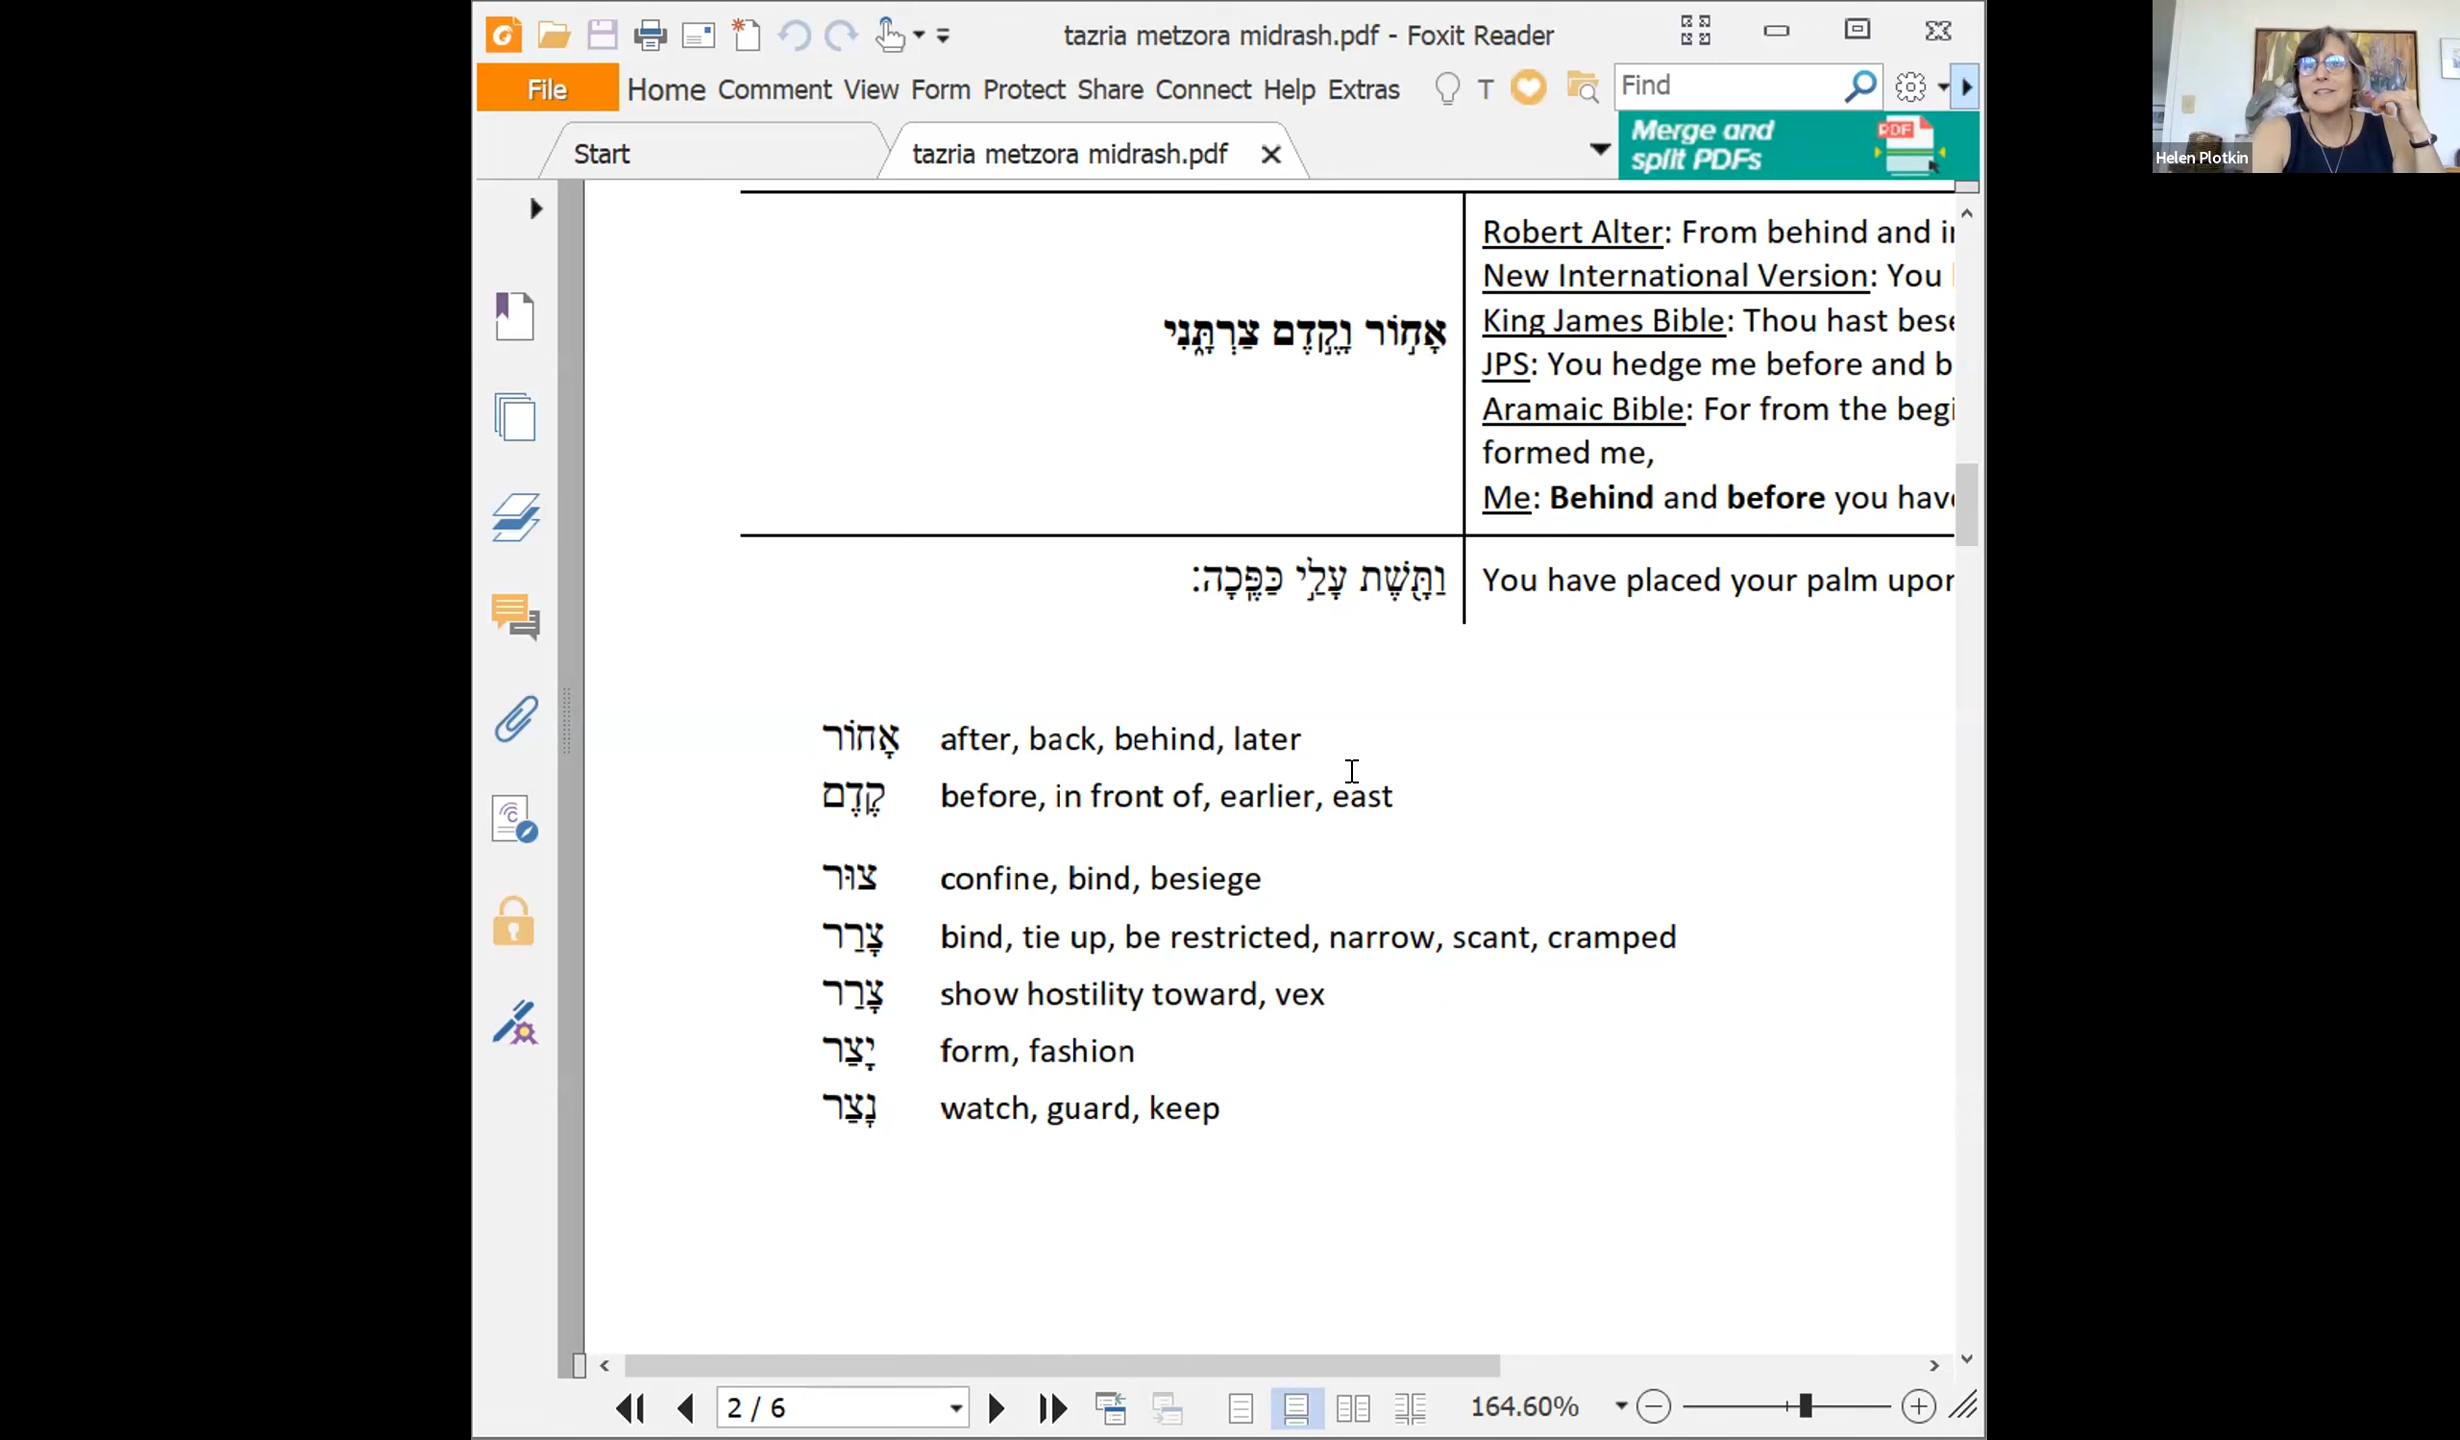 tazria metzora midrash.pdf - Foxit Reader
File Home Comment View Form Protect Share Connect Help Extras T Find
Start tazria metzora midrash.pdf
Merge and
split PDFs
PDF
Helen Plotkin
Robert Alter: From behind and
New International Version: You
King James Bible: Thou hast
JPS: You hedge me before and
Aramaic Bible: For from the
formed me,
Me: Behind and before you
אָח֣וֹר וָקֶ֣דֶם צַרְתָּ֑נִי
וַתָּ֖שֶׁת עָלַ֣י כַּפֶּֽכָה׃
You have placed your palm
אָחוֹר after, back, behind, later
קֶדֶם before, in front of, earlier, east
צוּר confine, bind, besiege
צָרַר bind, tie up, be restricted, narrow, scant, cramped
צָרַר show hostility toward, vex
יָצַר form, fashion
נָצַר watch, guard, keep
2 / 6
164.60%